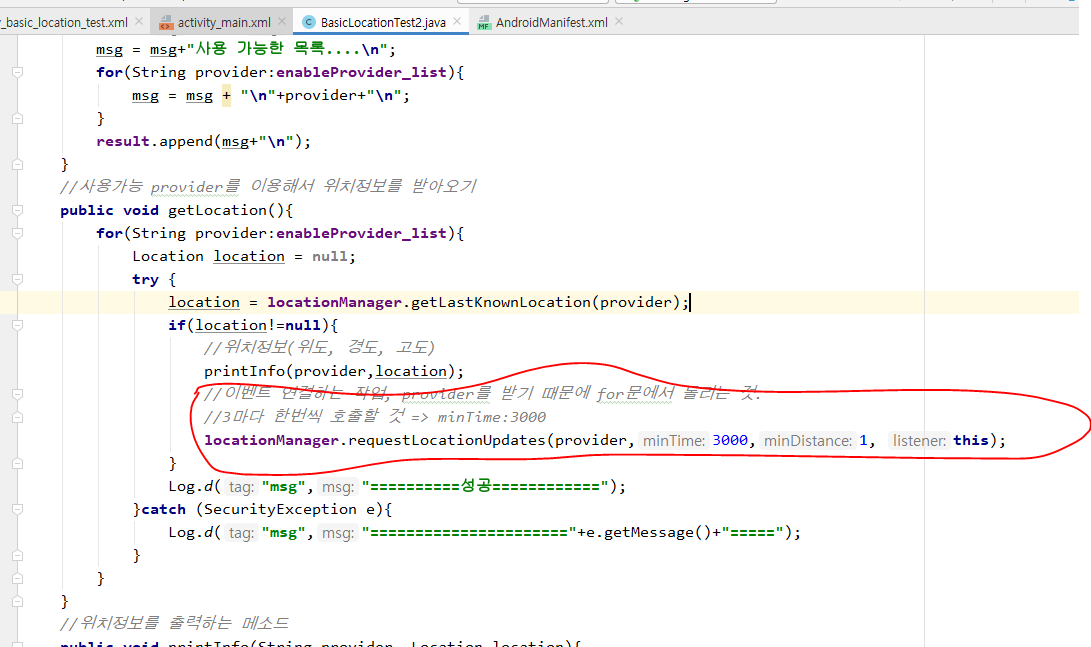 _basic_location_test.xml × activity_main.xml × BasicLocationTest2.java × AndroidManifest.xml ×
msg = msg+"사용 가능한 목록....\n";
for(String provider:enableProvider_list){
msg = msg + "\n"+provider+"\n";
}
result.append(msg+"\n");
}
//사용가능 provider를 이용해서 위치정보를 받아오기
public void getLocation(){
for(String provider:enableProvider_list){
Location location = null;
try {
location = locationManager.getLastKnownLocation(provider);
if(location!=null){
//위치정보(위도, 경도, 고도)
printInfo(provider,location);
//이벤트 연결하는 작업, provider를 받기 때문에 for문에서 돌리는 것.
//3마다 한번씩 호출할 것 => minTime:3000
locationManager.requestLocationUpdates(provider, minTime: 3000, minDistance: 1, listener: this);
}
Log.d( tag: "msg", msg: "==========성공============");
}catch (SecurityException e){
Log.d( tag: "msg", msg: "======================"+e.getMessage()+"=====");
}
}
}
//위치정보를 출력하는 메소드
public void printInfo(String provider, Location location){